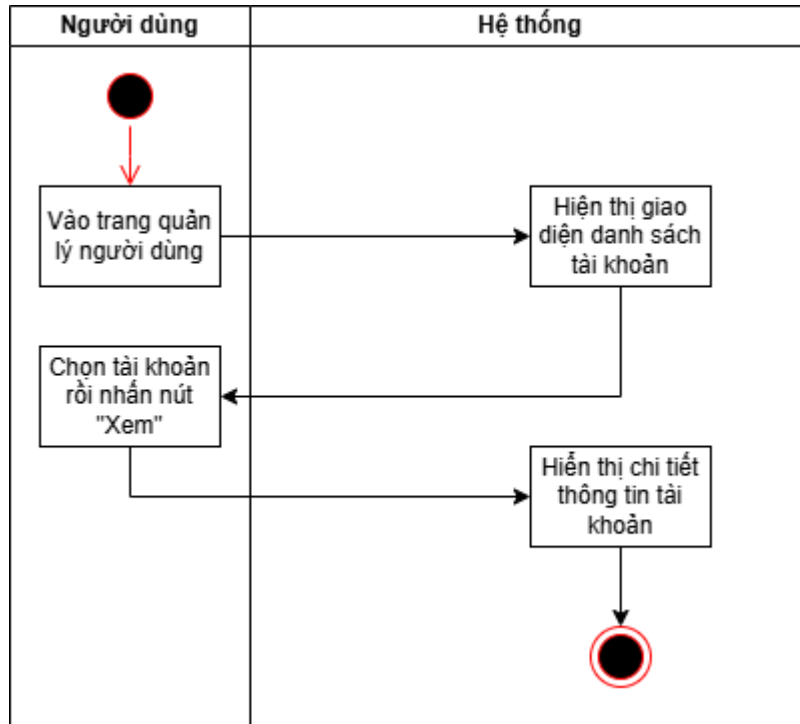 Người dùng
Hệ thống
Vào trang quản
lý người dùng
Hiện thị giao
diện danh sách
tài khoản
Chọn tài khoản
rồi nhấn nút
"Xem"
Hiển thị chi tiết
thông tin tài
khoản